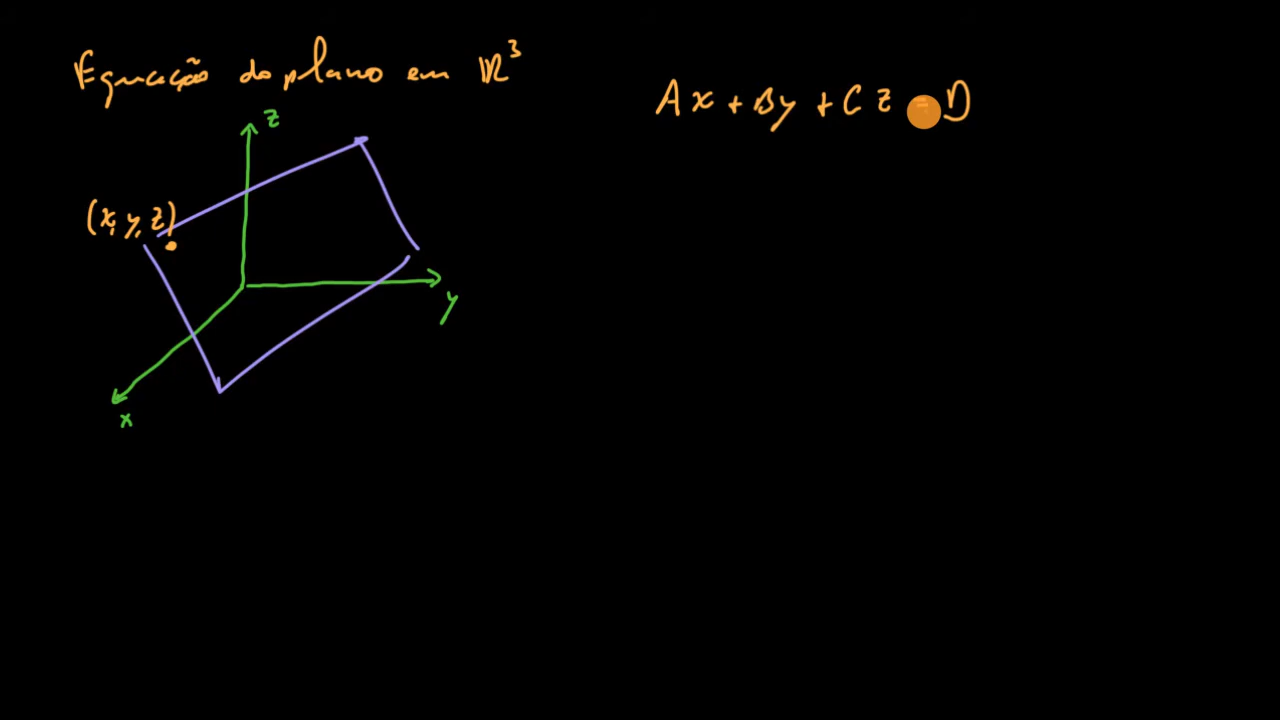 Equação do plano em ℝ³
Ax + By + Cz = D
z
(x, y, z)
y
x